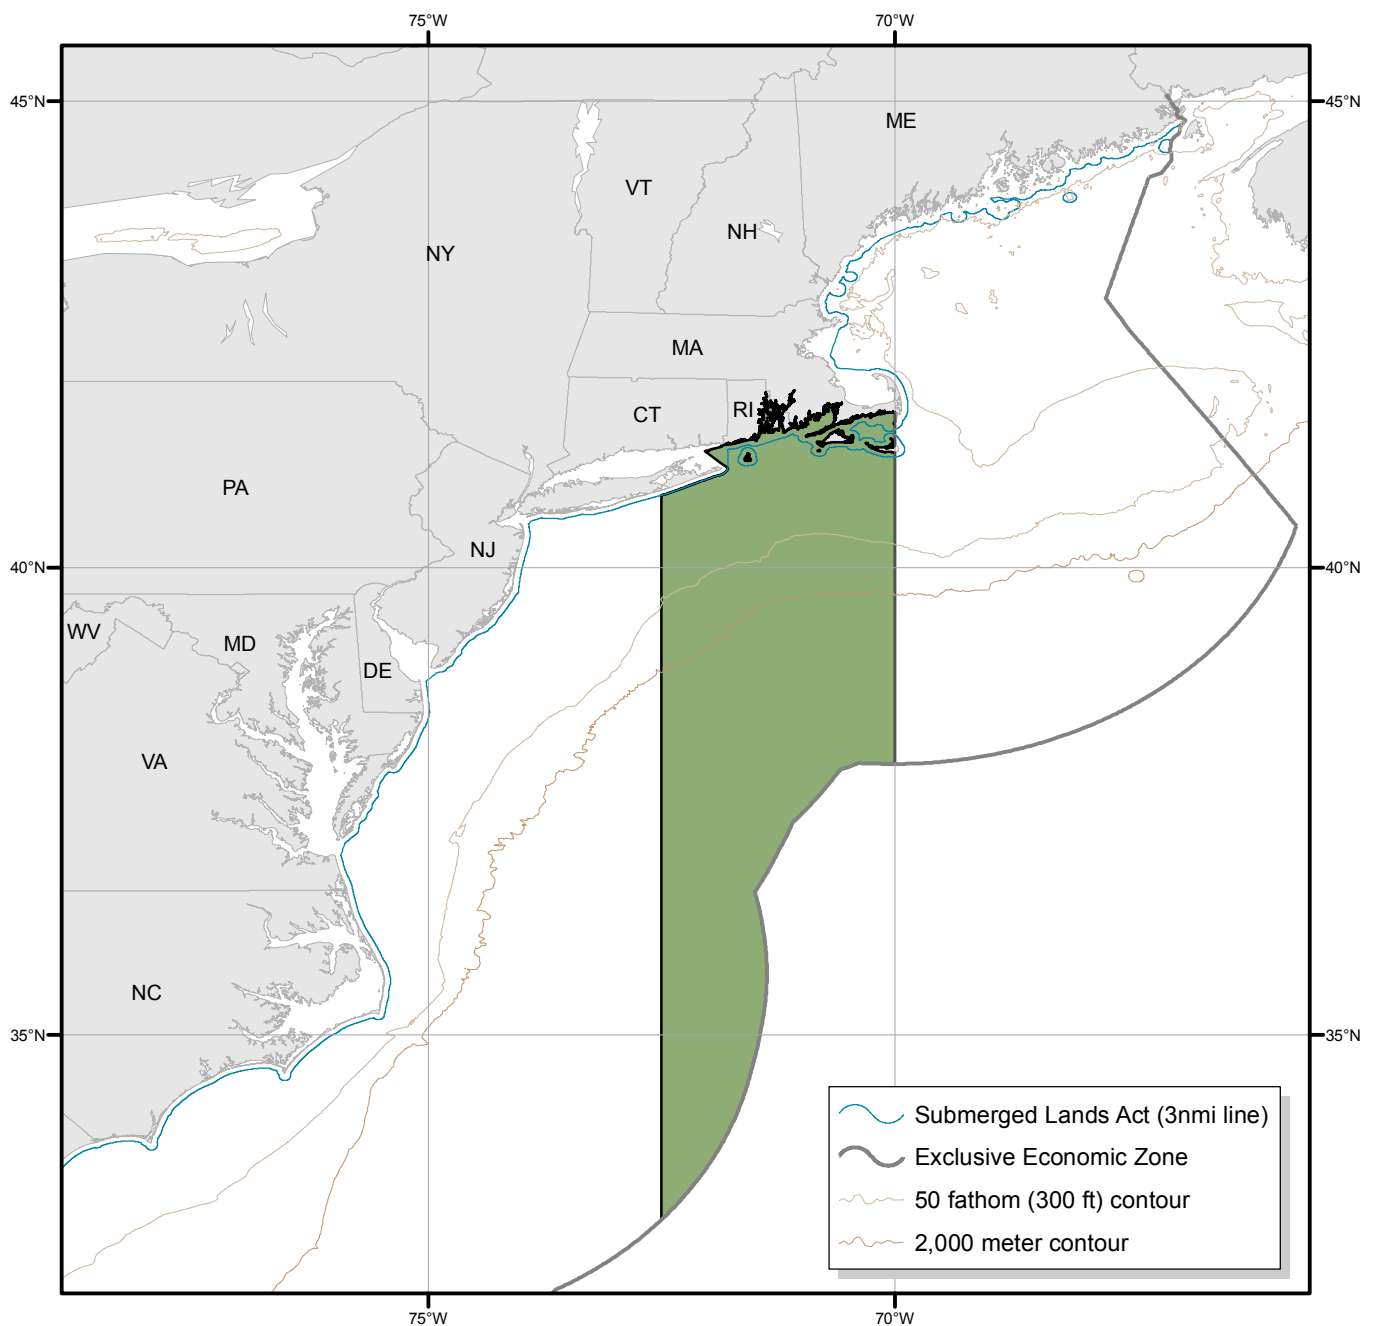 75°W 70°W
45°N 45°N
ME
VT
NH
NY
MA
RI
CT
PA
NJ
40°N 40°N
WV
MD
DE
VA
NC
35°N 35°N
Submerged Lands Act (3nmi line)
Exclusive Economic Zone
50 fathom (300 ft) contour
2,000 meter contour
75°W 70°W